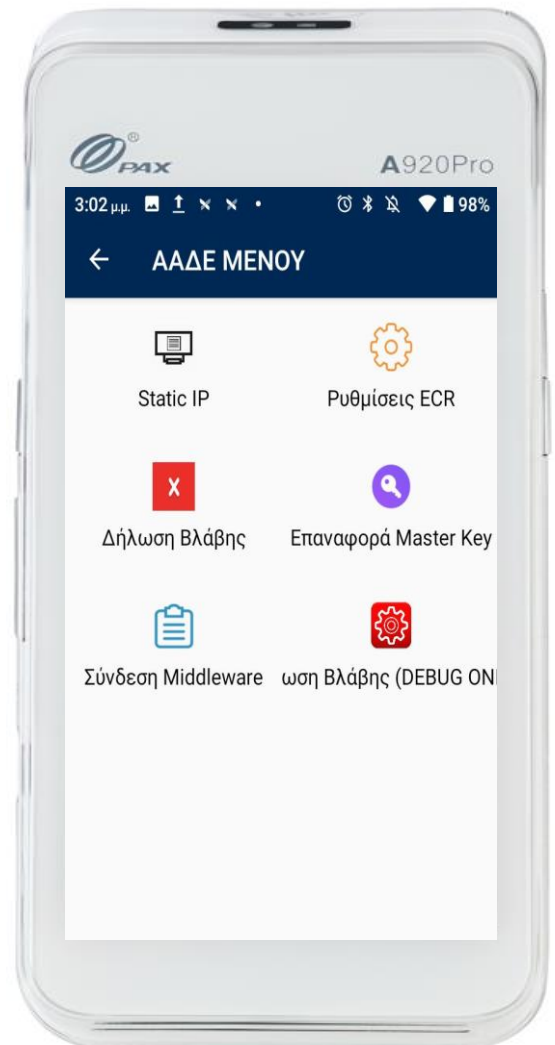 PAX®
A920Pro
3:02 μ.μ. 98%
ΑΑΔΕ ΜΕΝΟΥ
Static IP
Ρυθμίσεις ECR
X
Δήλωση Βλάβης
Επαναφορά Master Key
Σύνδεση Middleware
ωση Βλάβης (DEBUG ON